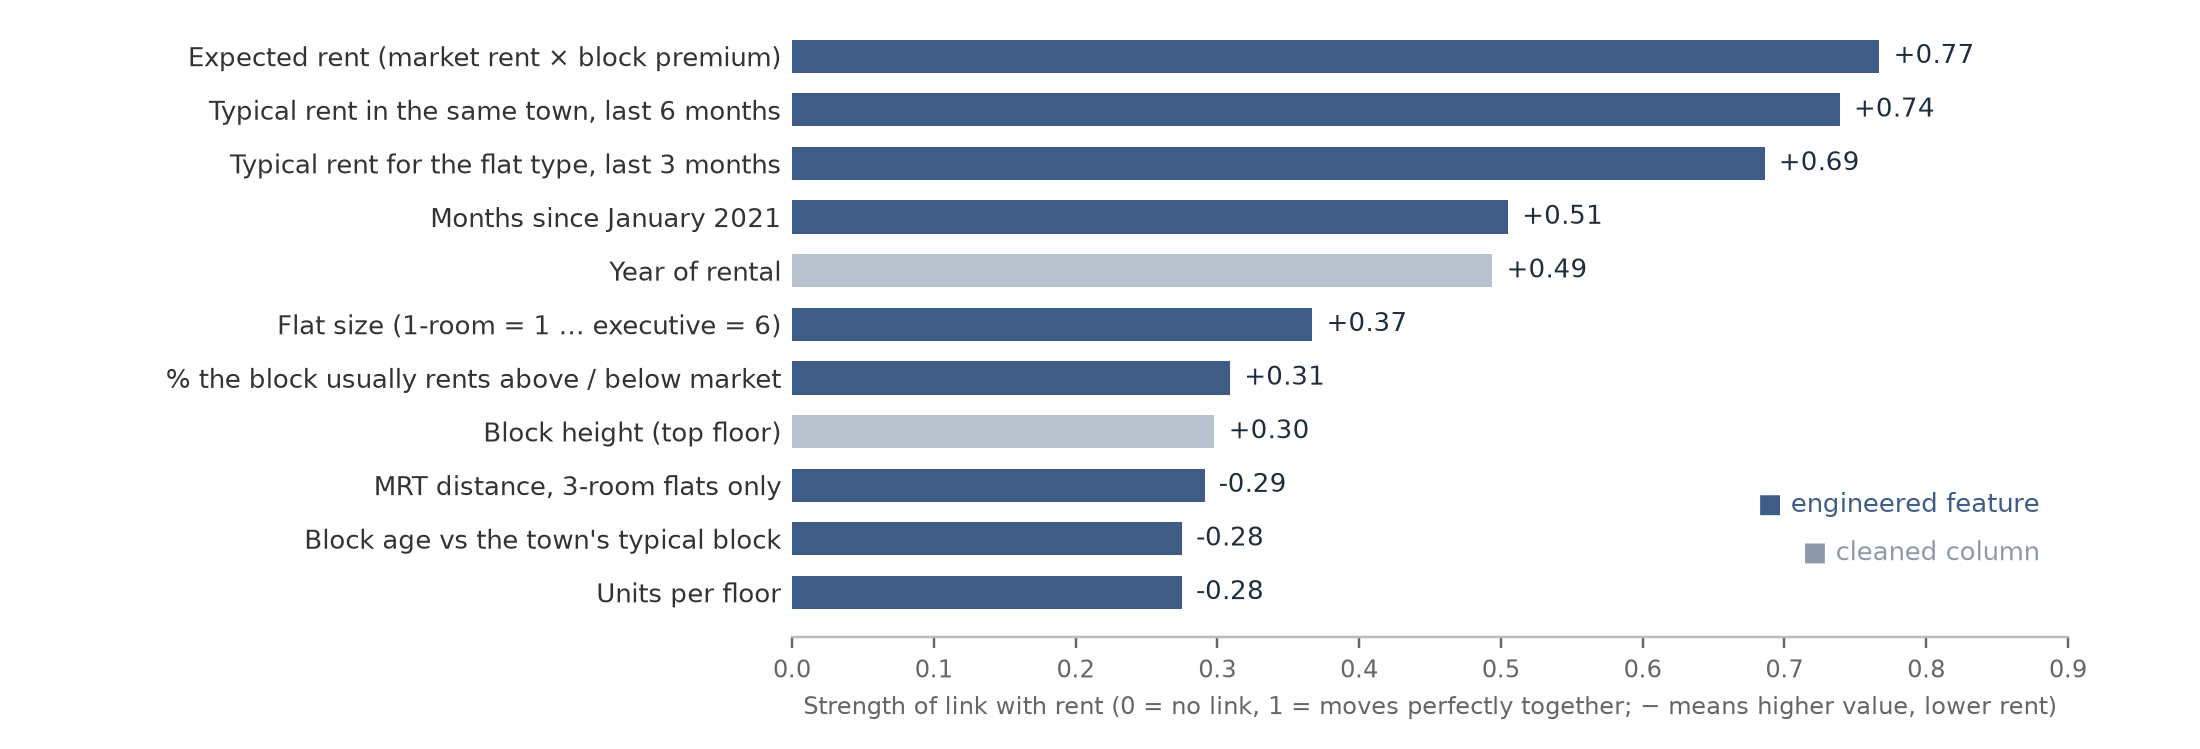 Expected rent (market rent × block premium) +0.77
Typical rent in the same town, last 6 months +0.74
Typical rent for the flat type, last 3 months +0.69
Months since January 2021 +0.51
Year of rental +0.49
Flat size (1-room = 1 ... executive = 6) +0.37
% the block usually rents above / below market +0.31
Block height (top floor) +0.30
MRT distance, 3-room flats only -0.29
Block age vs the town's typical block -0.28
Units per floor -0.28
engineered feature
cleaned column
0.0 0.1 0.2 0.3 0.4 0.5 0.6 0.7 0.8 0.9
Strength of link with rent (0 = no link, 1 = moves perfectly together; − means higher value, lower rent)